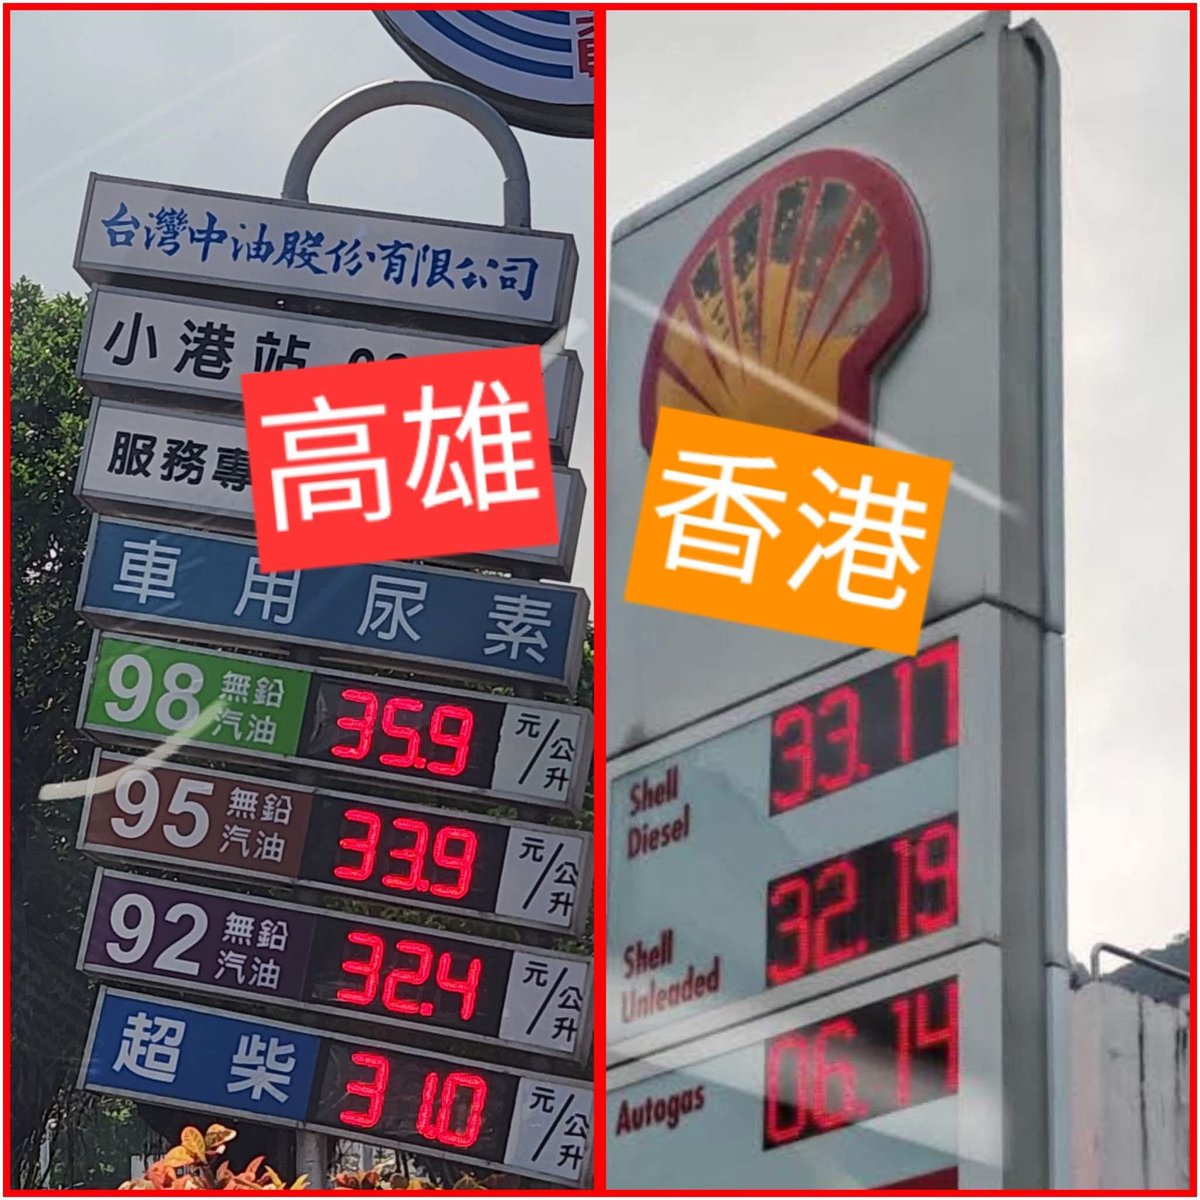 台灣中油股份有限公司
小港站
高雄
服務專
車用尿素
98 無鉛汽油 35.9 元/公升
95 無鉛汽油 33.9 元/公升
92 無鉛汽油 32.4 元/公升
超柴 31.0 元/公升
香港
Shell Diesel 33.17
Shell Unleaded 32.19
Autogas 06.14